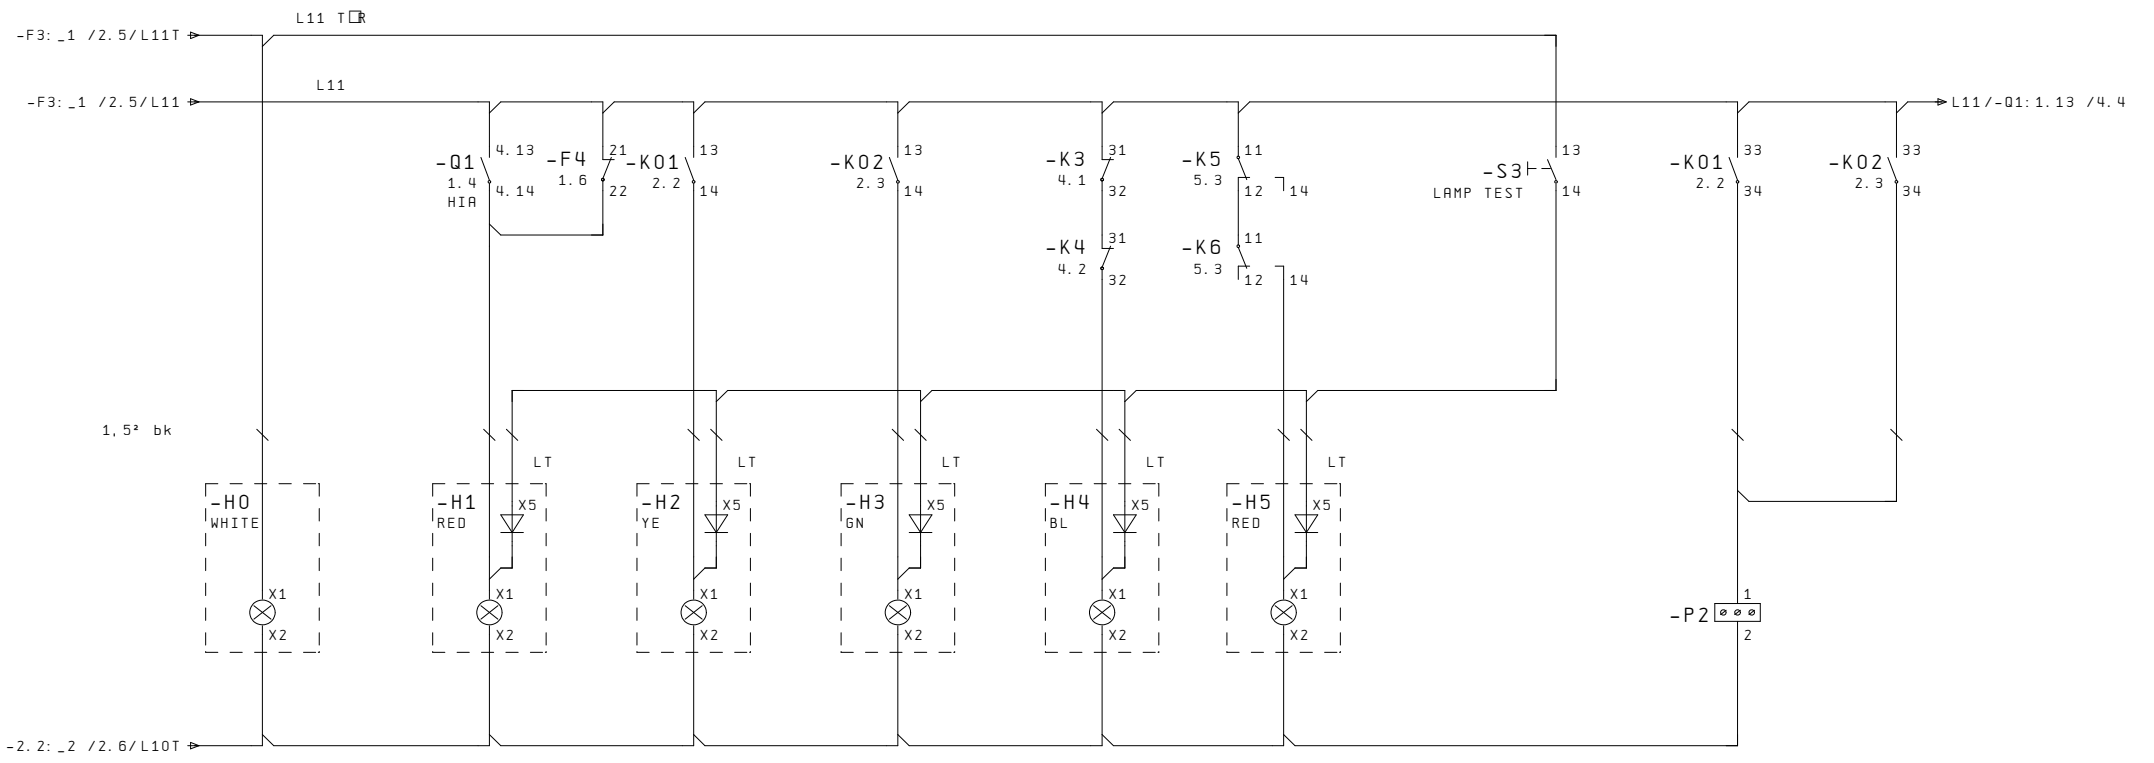 L11 T□R
-F3:_1 /2.5/L11T
L11
-F3:_1 /2.5/L11
L11/-Q1:1.13 /4.4
-Q1
1.4
HIA
4.13
4.14
-F4
1.6
21
22
-K01
2.2
13
14
-K02
2.3
13
14
-K3
4.1
31
32
-K5
5.3
11
12
14
-S3
LAMP TEST
13
14
-K01
2.2
33
34
-K02
2.3
33
34
-K4
4.2
31
32
-K6
5.3
11
12
14
1,5² bk
LT
LT
LT
LT
LT
-H0
WHITE
X1
X2
-H1
RED
X5
X1
X2
-H2
YE
X5
X1
X2
-H3
GN
X5
X1
X2
-H4
BL
X5
X1
X2
-H5
RED
X5
X1
X2
-P2
1
2
-2.2:_2 /2.6/L10T